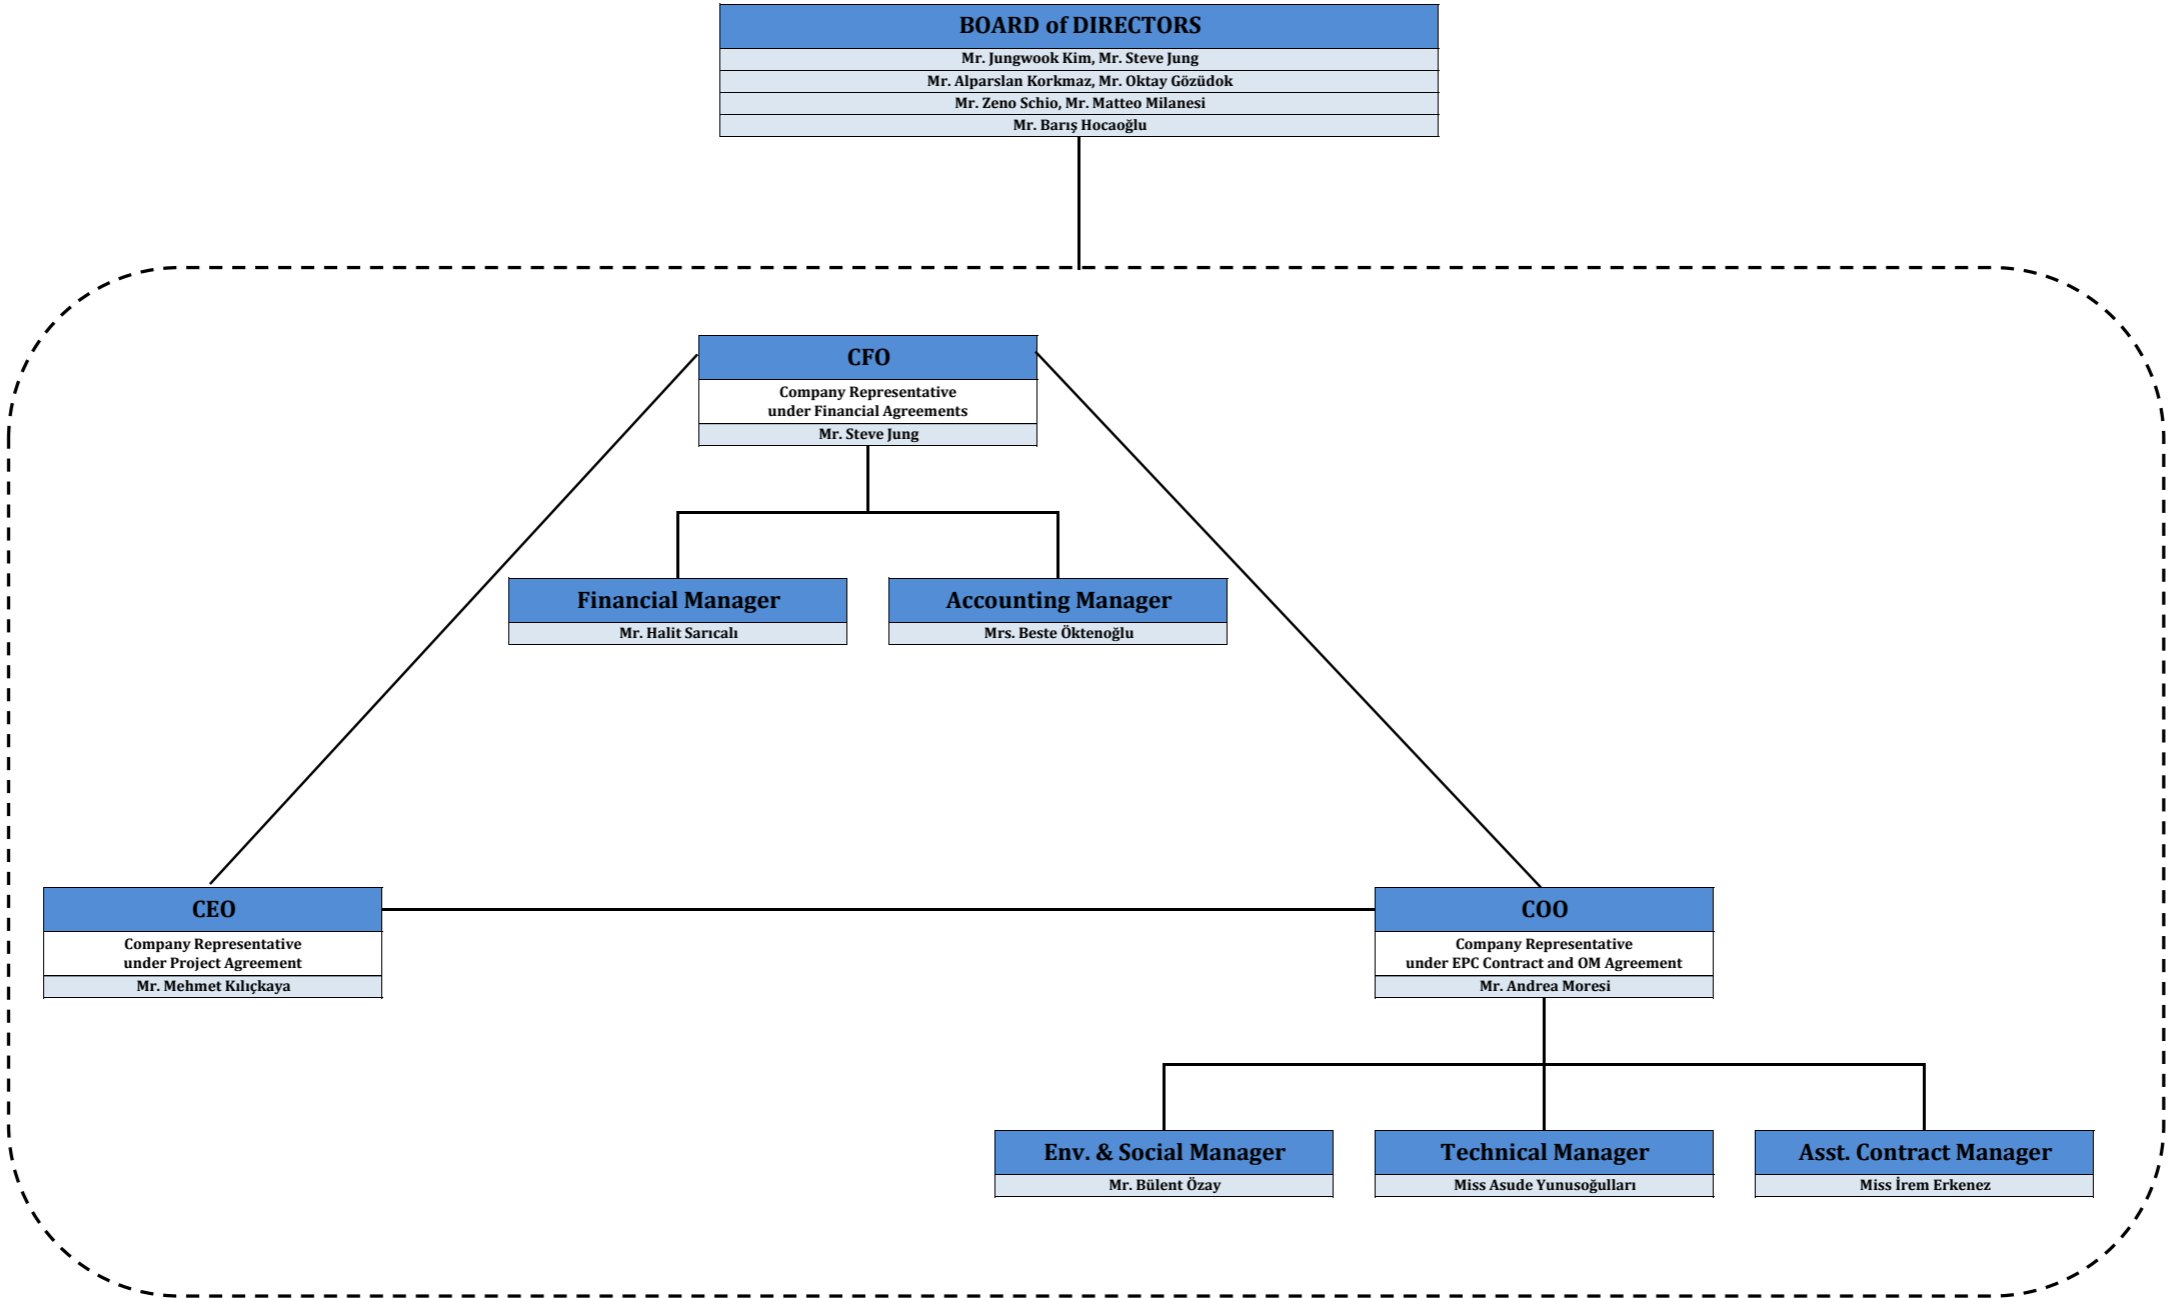 BOARD of DIRECTORS
Mr. Jungwook Kim, Mr. Steve Jung
Mr. Alparslan Korkmaz, Mr. Oktay Gözüdok
Mr. Zeno Schio, Mr. Matteo Milanesi
Mr. Barış Hocaoğlu
CFO
Company Representative
under Financial Agreements
Mr. Steve Jung
Financial Manager
Mr. Halit Sarıcalı
Accounting Manager
Mrs. Beste Öktenoğlu
CEO
Company Representative
under Project Agreement
Mr. Mehmet Kılıçkaya
COO
Company Representative
under EPC Contract and OM Agreement
Mr. Andrea Moresi
Env. & Social Manager
Mr. Bülent Özay
Technical Manager
Miss Asude Yunusoğulları
Asst. Contract Manager
Miss İrem Erkenez